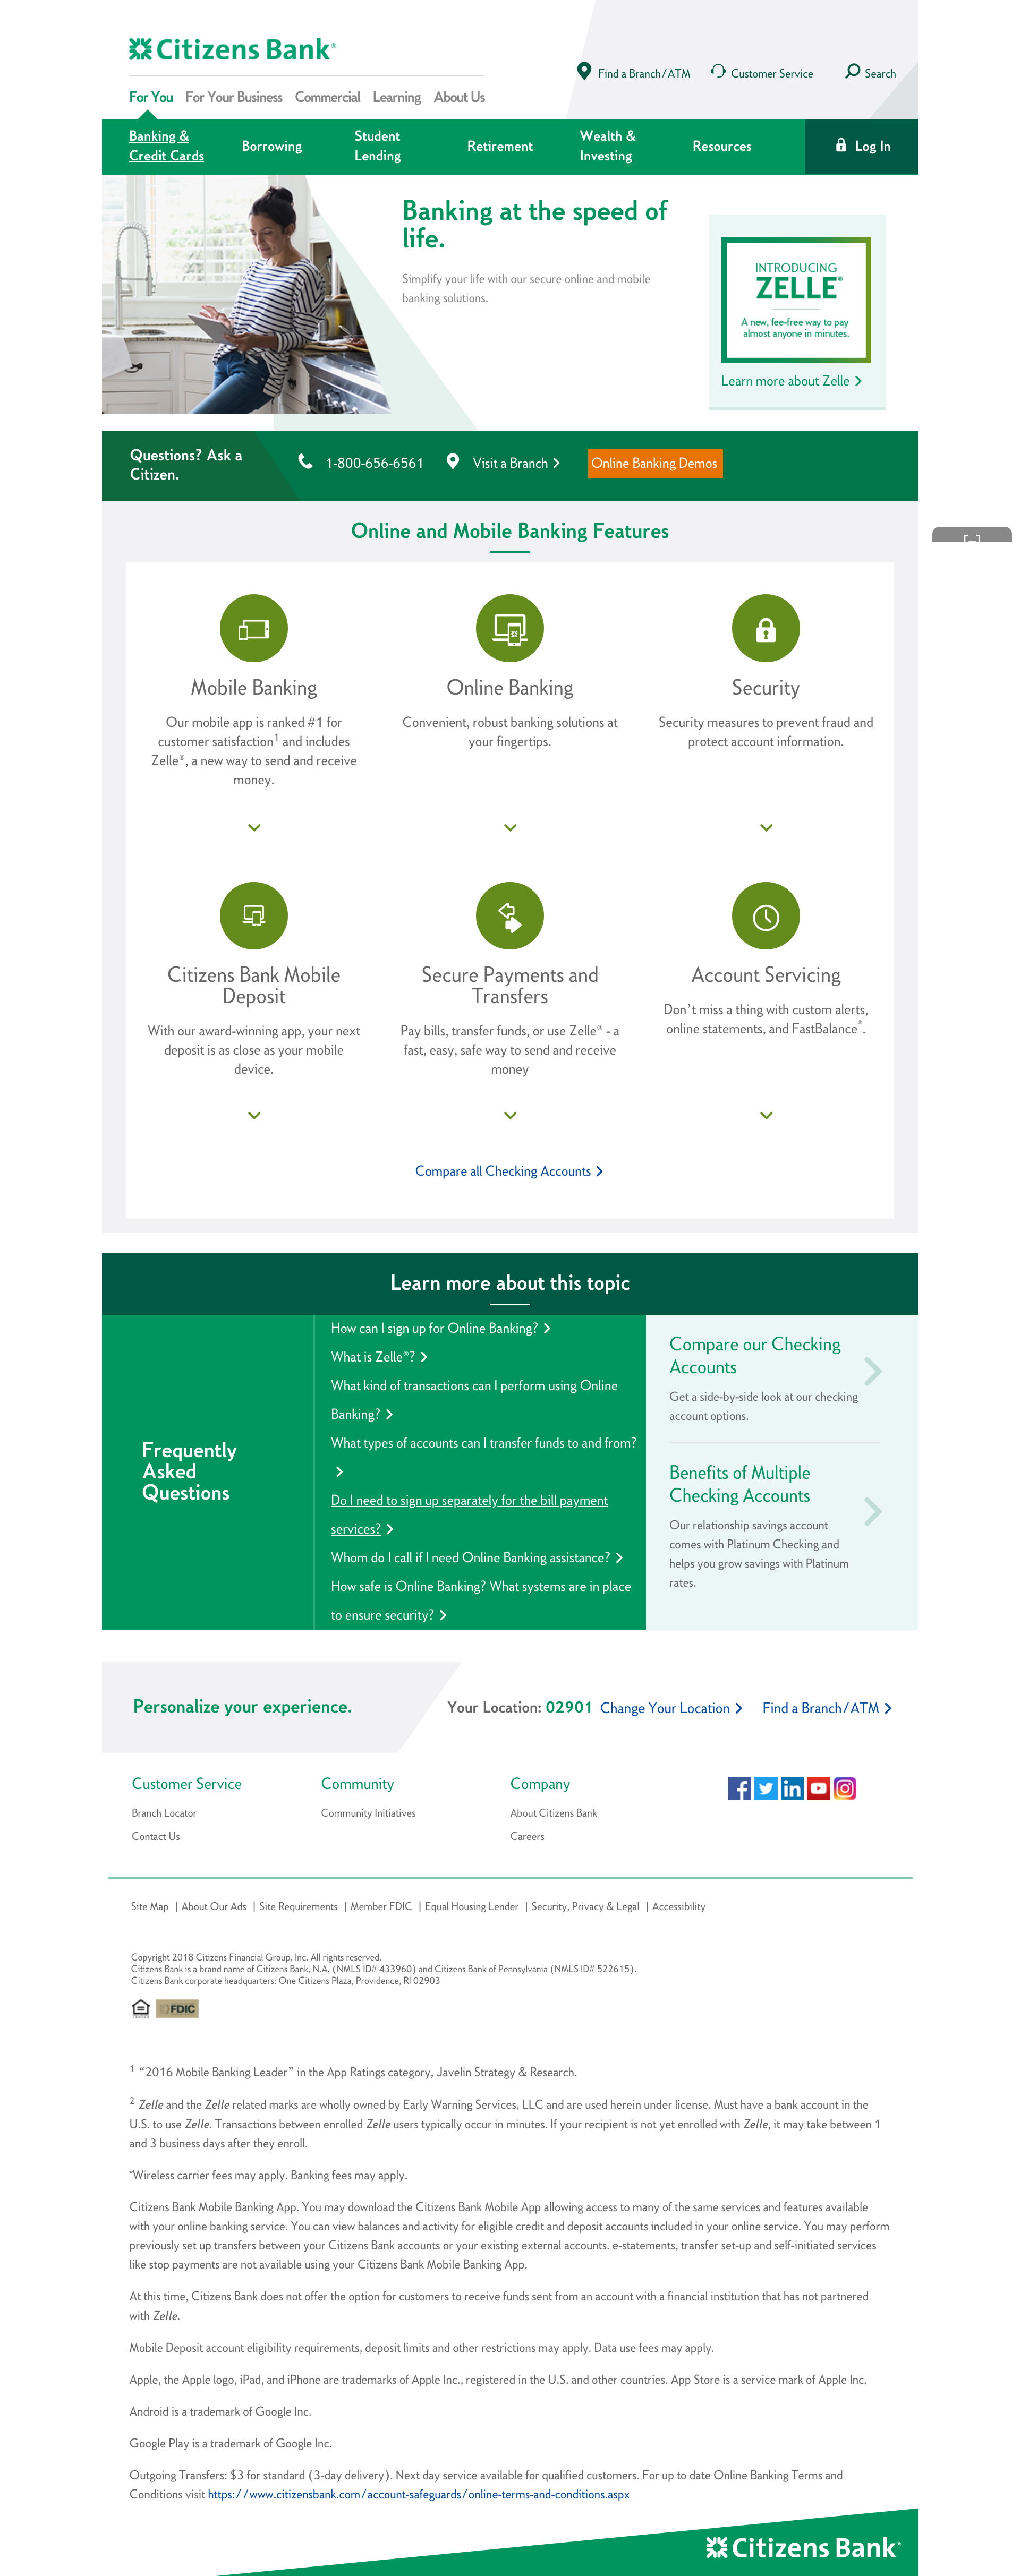 Citizens Bank®
Find a Branch/ATM
Customer Service
Search
For You
For Your Business
Commercial
Learning
About Us
Banking &
Credit Cards
Borrowing
Student
Lending
Retirement
Wealth &
Investing
Resources
Log In
Banking at the speed of
life.
Simplify your life with our secure online and mobile
banking solutions.
INTRODUCING
ZELLE®
A new, fee-free way to pay
almost anyone in minutes.
Learn more about Zelle
Questions? Ask a
Citizen.
1-800-656-6561
Visit a Branch
Online Banking Demos
Online and Mobile Banking Features
Mobile Banking
Our mobile app is ranked #1 for
customer satisfaction1 and includes
Zelle®, a new way to send and receive
money.
Online Banking
Convenient, robust banking solutions at
your fingertips.
Security
Security measures to prevent fraud and
protect account information.
Citizens Bank Mobile
Deposit
With our award-winning app, your next
deposit is as close as your mobile
device.
Secure Payments and
Transfers
Pay bills, transfer funds, or use Zelle® - a
fast, easy, safe way to send and receive
money
Account Servicing
Don't miss a thing with custom alerts,
online statements, and FastBalance®.
Compare all Checking Accounts
Learn more about this topic
Frequently
Asked
Questions
How can I sign up for Online Banking?
What is Zelle®?
What kind of transactions can I perform using Online
Banking?
What types of accounts can I transfer funds to and from?
Do I need to sign up separately for the bill payment
services?
Whom do I call if I need Online Banking assistance?
How safe is Online Banking? What systems are in place
to ensure security?
Compare our Checking
Accounts
Get a side-by-side look at our checking
account options.
Benefits of Multiple
Checking Accounts
Our relationship savings account
comes with Platinum Checking and
helps you grow savings with Platinum
rates.
Personalize your experience.
Your Location: 02901 Change Your Location
Find a Branch/ATM
Customer Service
Branch Locator
Contact Us
Community
Community Initiatives
Company
About Citizens Bank
Careers
Site Map | About Our Ads | Site Requirements | Member FDIC | Equal Housing Lender | Security, Privacy & Legal | Accessibility
Copyright 2018 Citizens Financial Group, Inc. All rights reserved.
Citizens Bank is a brand name of Citizens Bank, N.A. (NMLS ID# 433960) and Citizens Bank of Pennsylvania (NMLS ID# 522615).
Citizens Bank corporate headquarters: One Citizens Plaza, Providence, RI 02903
FDIC
1 "2016 Mobile Banking Leader" in the App Ratings category, Javelin Strategy & Research.
2 Zelle and the Zelle related marks are wholly owned by Early Warning Services, LLC and are used herein under license. Must have a bank account in the
U.S. to use Zelle. Transactions between enrolled Zelle users typically occur in minutes. If your recipient is not yet enrolled with Zelle, it may take between 1
and 3 business days after they enroll.
*Wireless carrier fees may apply. Banking fees may apply.
Citizens Bank Mobile Banking App. You may download the Citizens Bank Mobile App allowing access to many of the same services and features available
with your online banking service. You can view balances and activity for eligible credit and deposit accounts included in your online service. You may perform
previously set up transfers between your Citizens Bank accounts or your existing external accounts. e-statements, transfer set-up and self-initiated services
like stop payments are not available using your Citizens Bank Mobile Banking App.
At this time, Citizens Bank does not offer the option for customers to receive funds sent from an account with a financial institution that has not partnered
with Zelle.
Mobile Deposit account eligibility requirements, deposit limits and other restrictions may apply. Data use fees may apply.
Apple, the Apple logo, iPad, and iPhone are trademarks of Apple Inc., registered in the U.S. and other countries. App Store is a service mark of Apple Inc.
Android is a trademark of Google Inc.
Google Play is a trademark of Google Inc.
Outgoing Transfers: $3 for standard (3-day delivery). Next day service available for qualified customers. For up to date Online Banking Terms and
Conditions visit https://www.citizensbank.com/account-safeguards/online-terms-and-conditions.aspx
Citizens Bank®